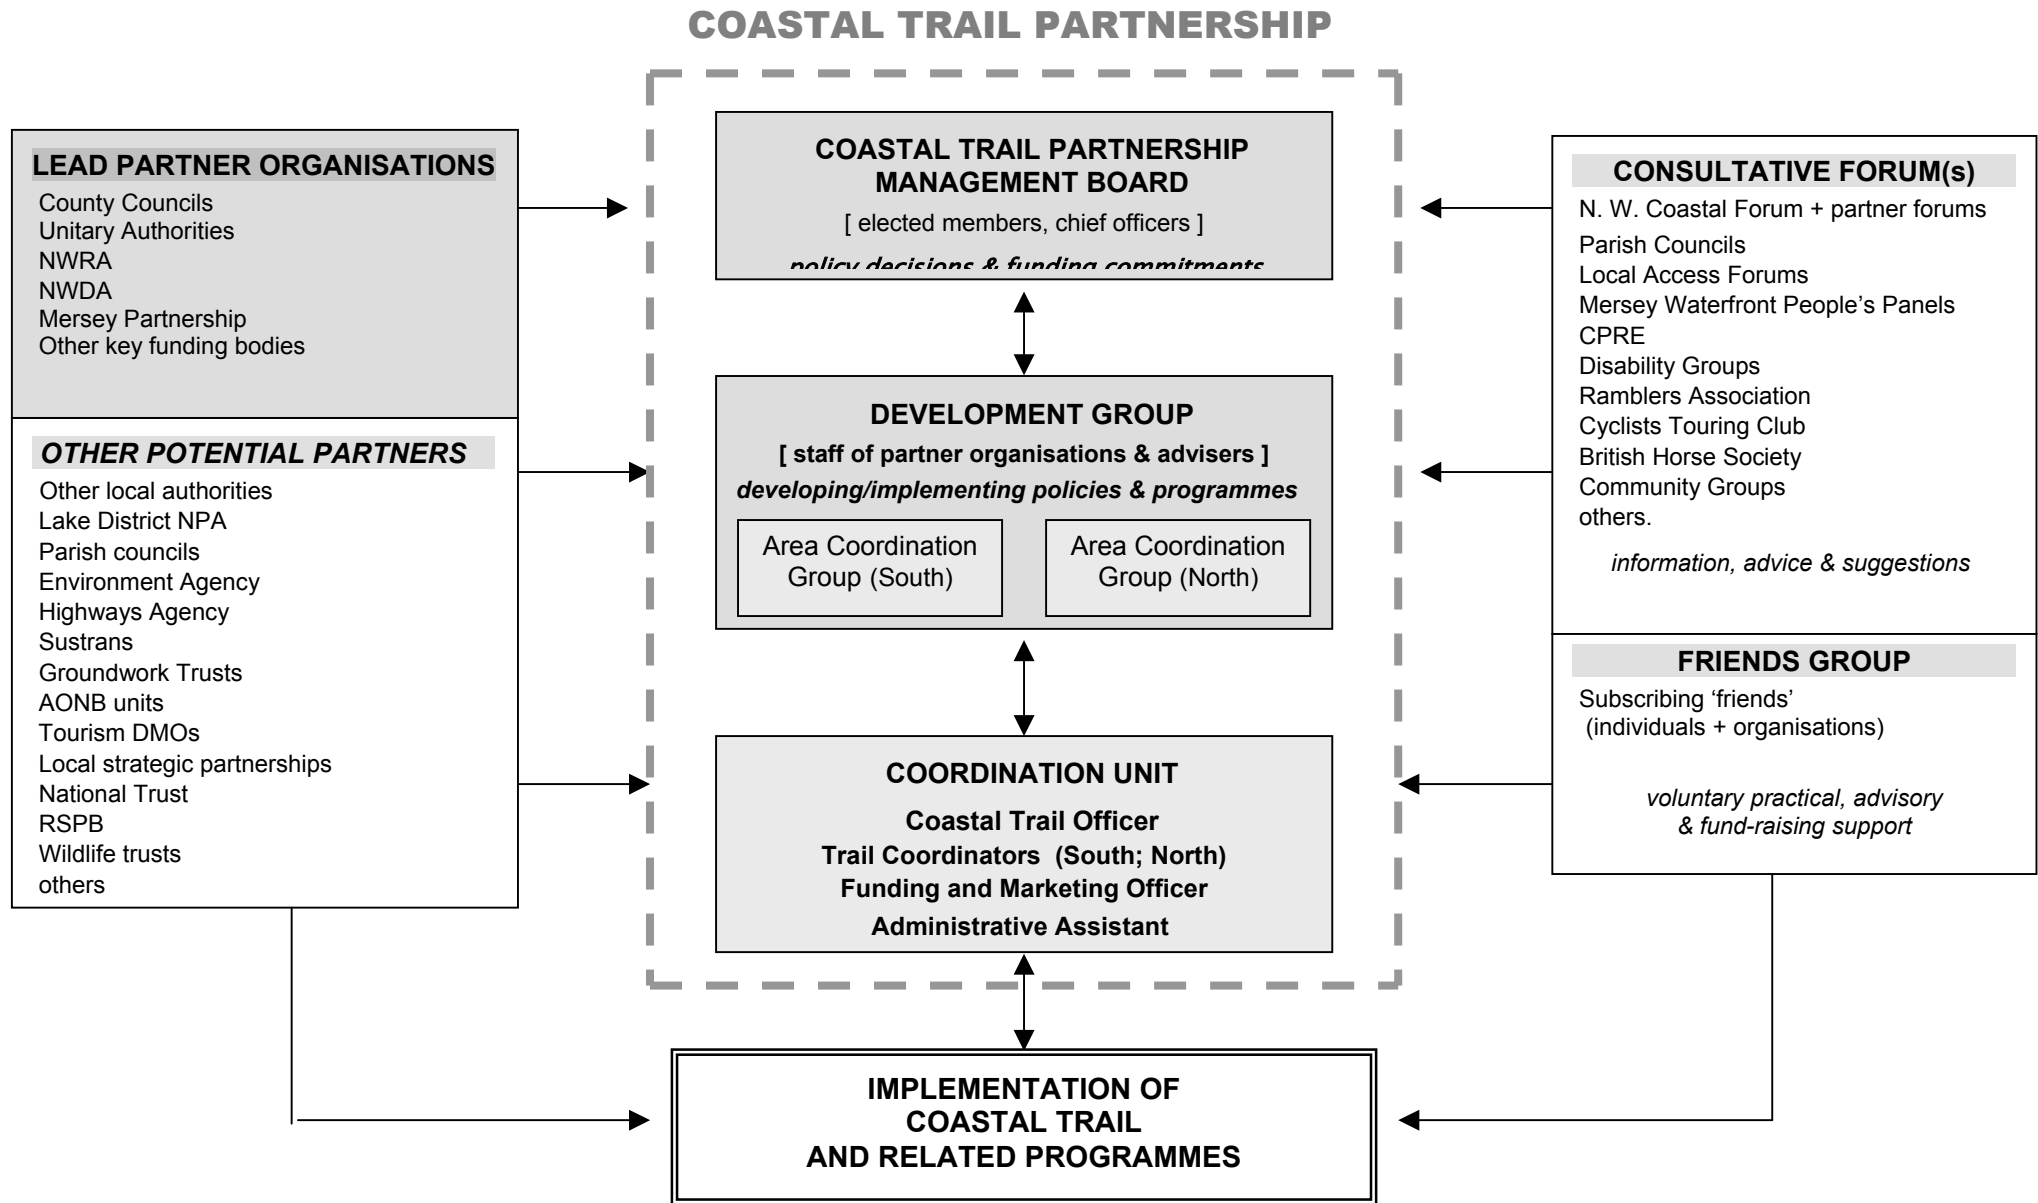 COASTAL TRAIL PARTNERSHIP
LEAD PARTNER ORGANISATIONS
County Councils
Unitary Authorities
NWRA
NWDA
Mersey Partnership
Other key funding bodies
OTHER POTENTIAL PARTNERS
Other local authorities
Lake District NPA
Parish councils
Environment Agency
Highways Agency
Sustrans
Groundwork Trusts
AONB units
Tourism DMOs
Local strategic partnerships
National Trust
RSPB
Wildlife trusts
others
COASTAL TRAIL PARTNERSHIP
MANAGEMENT BOARD
[ elected members, chief officers ]
policy decisions & funding commitments
DEVELOPMENT GROUP
[ staff of partner organisations & advisers ]
developing/implementing policies & programmes
Area Coordination
Group (South)
Area Coordination
Group (North)
COORDINATION UNIT
Coastal Trail Officer
Trail Coordinators (South; North)
Funding and Marketing Officer
Administrative Assistant
CONSULTATIVE FORUM(s)
N. W. Coastal Forum + partner forums
Parish Councils
Local Access Forums
Mersey Waterfront People’s Panels
CPRE
Disability Groups
Ramblers Association
Cyclists Touring Club
British Horse Society
Community Groups
others.
information, advice & suggestions
FRIENDS GROUP
Subscribing ‘friends’
(individuals + organisations)
voluntary practical, advisory
& fund-raising support
IMPLEMENTATION OF
COASTAL TRAIL
AND RELATED PROGRAMMES